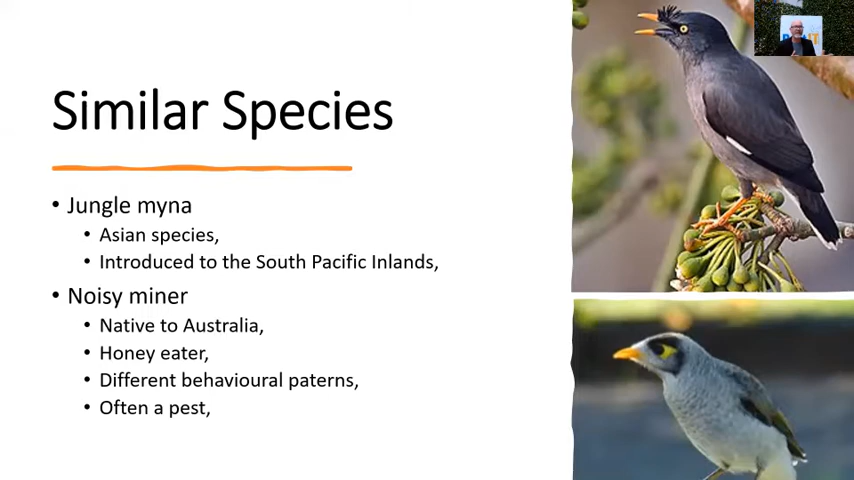 Similar Species
• Jungle myna
• Asian species,
• Introduced to the South Pacific Inlands,
• Noisy miner
• Native to Australia,
• Honey eater,
• Different behavioural paterns,
• Often a pest,